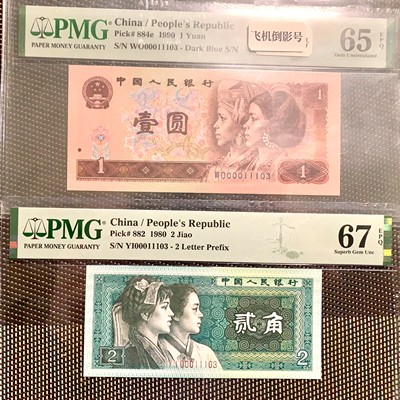 PMG
PAPER MONEY GUARANTY
China / People's Republic
Pick# 884e 1990 1 Yuan
S/N WO00011103 - Dark Blue S/N
飞机倒影号
65 EPQ
Gem Uncirculated
中国人民银行
壹圆
1
WO00011103
1
1
PMG
PAPER MONEY GUARANTY
China / People's Republic
Pick# 882 1980 2 Jiao
S/N YI00011103 - 2 Letter Prefix
67 EPQ
Superb Gem Unc
中国人民银行
贰角
YI00011103
2
2